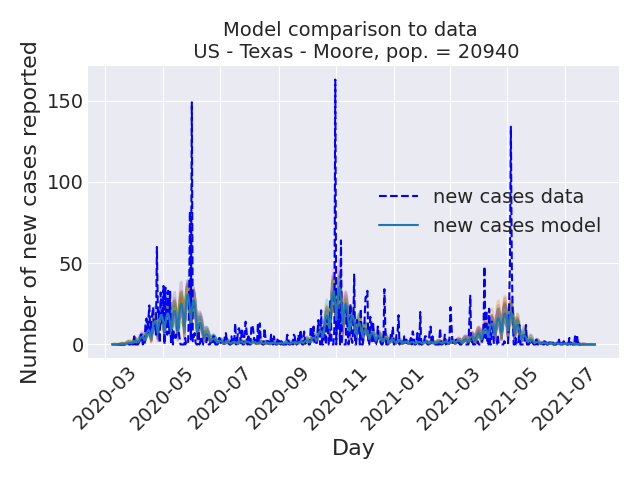 Model comparison to data
US - Texas - Moore, pop. = 20940
Number of new cases reported
150
100
50
0
new cases data
new cases model
2020-03
2020-05
2020-07
2020-09
2020-11
2021-01
2021-03
2021-05
2021-07
Day